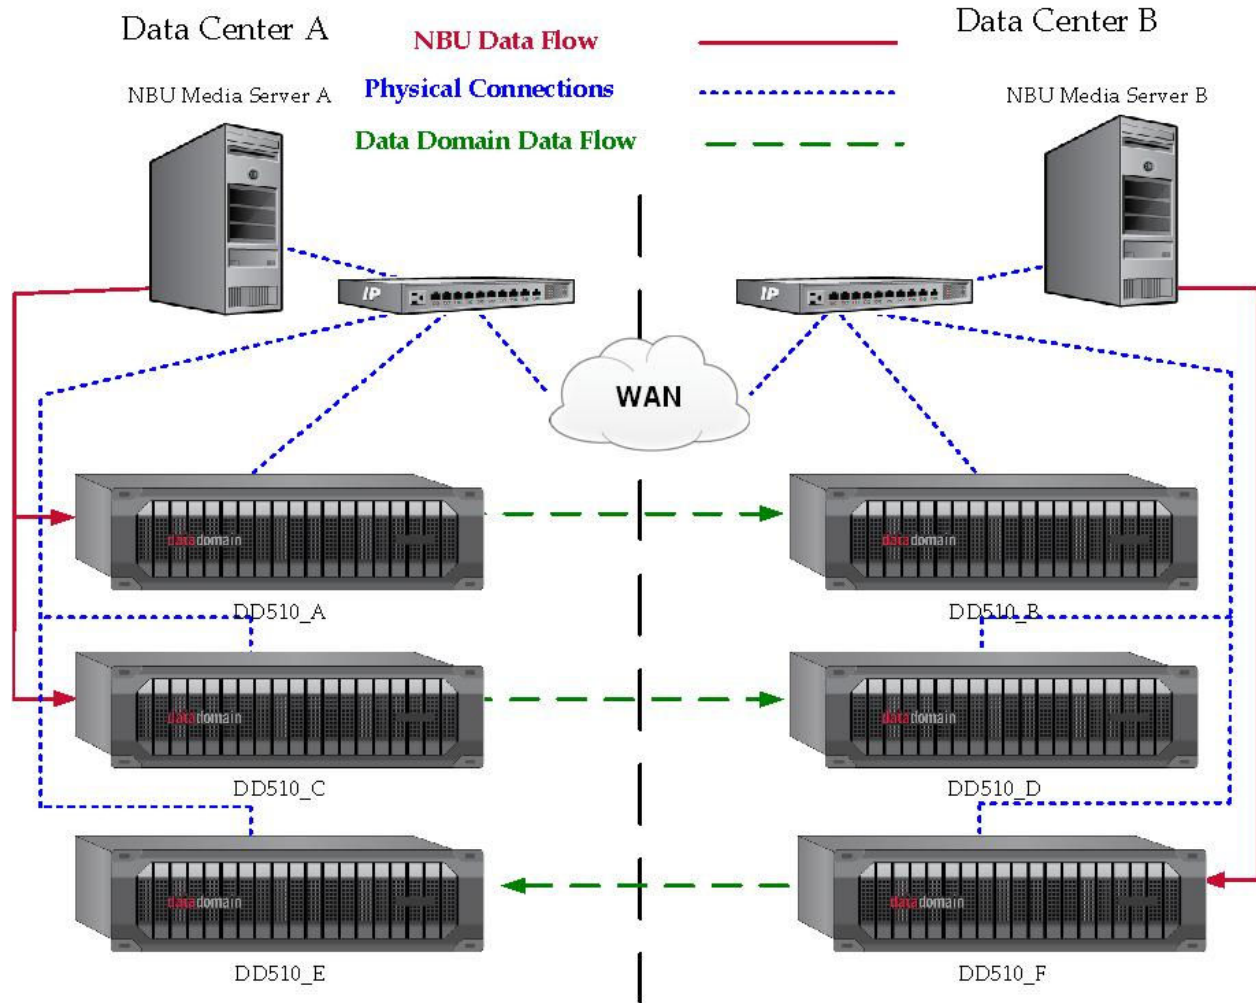 Data Center A
Data Center B
NBU Data Flow
NBU Media Server A
Physical Connections
NBU Media Server B
Data Domain Data Flow
IP
IP
WAN
datadomain
datadomain
DD510_A
DD510_B
datadomain
datadomain
DD510_C
DD510_D
datadomain
datadomain
DD510_E
DD510_F